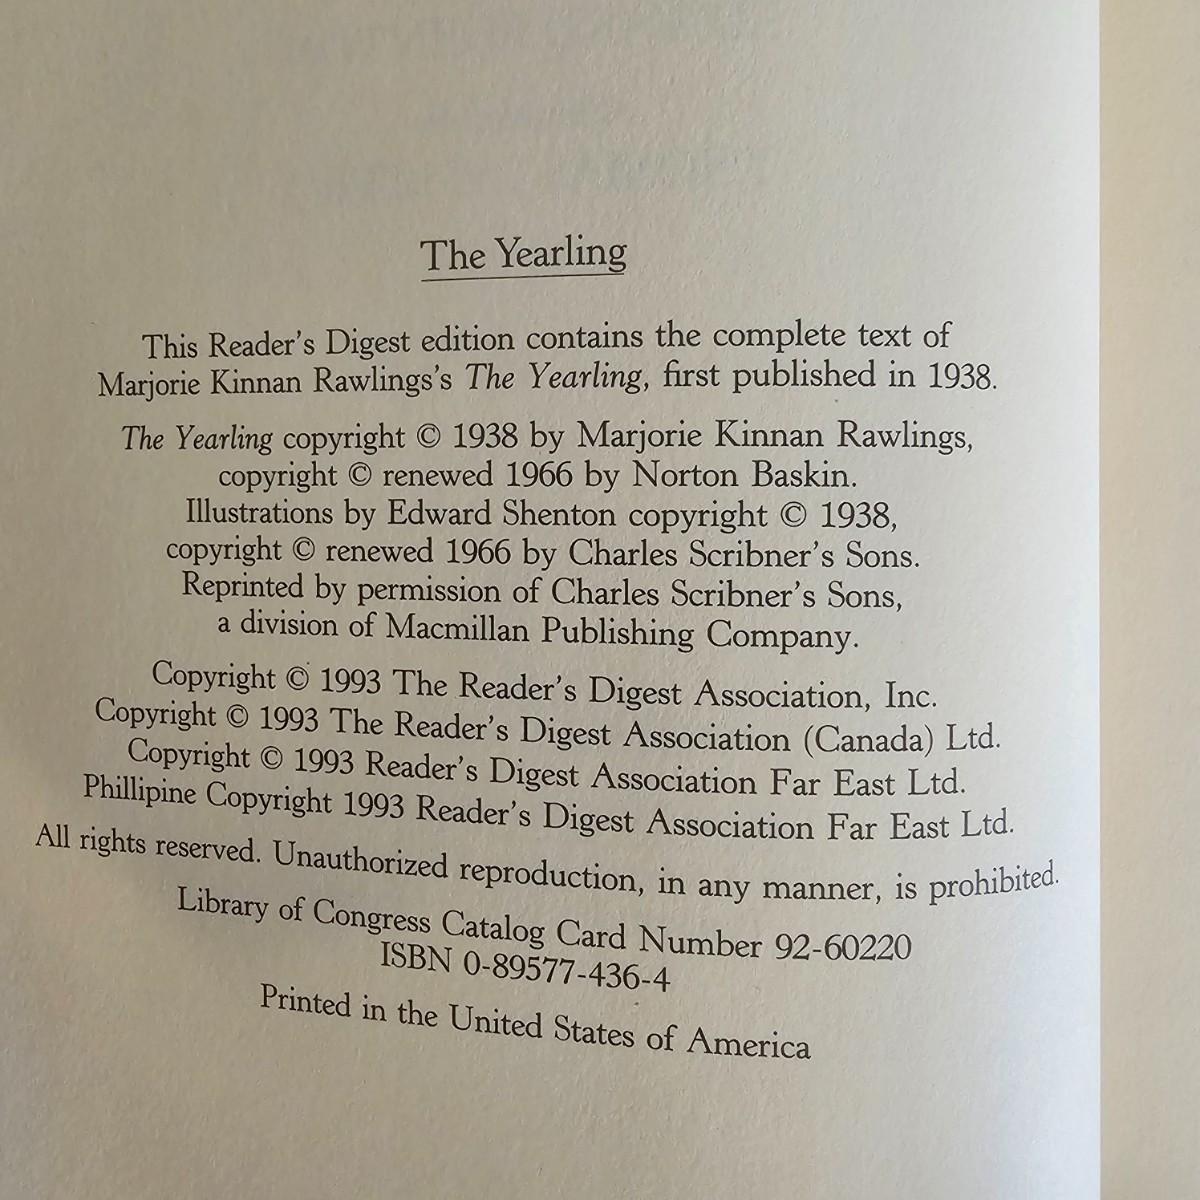 The Yearling
This Reader's Digest edition contains the complete text of
Marjorie Kinnan Rawlings's The Yearling, first published in 1938.
The Yearling copyright © 1938 by Marjorie Kinnan Rawlings,
copyright © renewed 1966 by Norton Baskin.
Illustrations by Edward Shenton copyright © 1938,
copyright © renewed 1966 by Charles Scribner's Sons.
Reprinted by permission of Charles Scribner's Sons,
a division of Macmillan Publishing Company.
Copyright © 1993 The Reader's Digest Association, Inc.
Copyright © 1993 The Reader's Digest Association (Canada) Ltd.
Copyright © 1993 Reader's Digest Association Far East Ltd.
Phillipine Copyright 1993 Reader's Digest Association Far East Ltd.
All rights reserved. Unauthorized reproduction, in any manner, is prohibited.
Library of Congress Catalog Card Number 92-60220
ISBN 0-89577-436-4
Printed in the United States of America